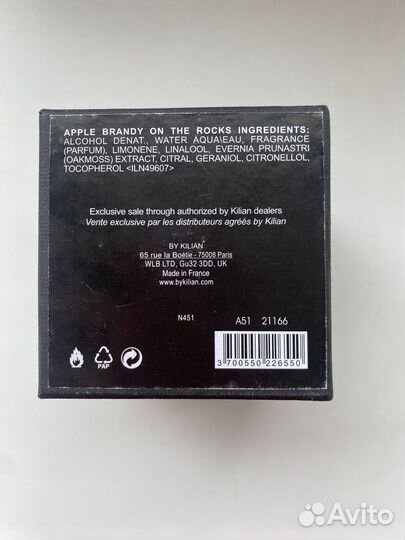 APPLE BRANDY ON THE ROCKS INGREDIENTS:
ALCOHOL DENAT., WATER AQUA\EAU, FRAGRANCE
(PARFUM), LIMONENE, LINALOOL, EVERNIA PRUNASTRI
(OAKMOSS) EXTRACT, CITRAL, GERANIOL, CITRONELLOL,
TOCOPHEROL <ILN49607>
Exclusive sale through authorized by Kilian dealers
Vente exclusive par les distributeurs agréés by Kilian
BY KILIAN
65 rue la Boétie - 75008 Paris
WLB LTD, Gu32 3DD, UK
Made in France
www.bykilian.com
N451
A51 21166
PAP
3 700550 226550
Avito